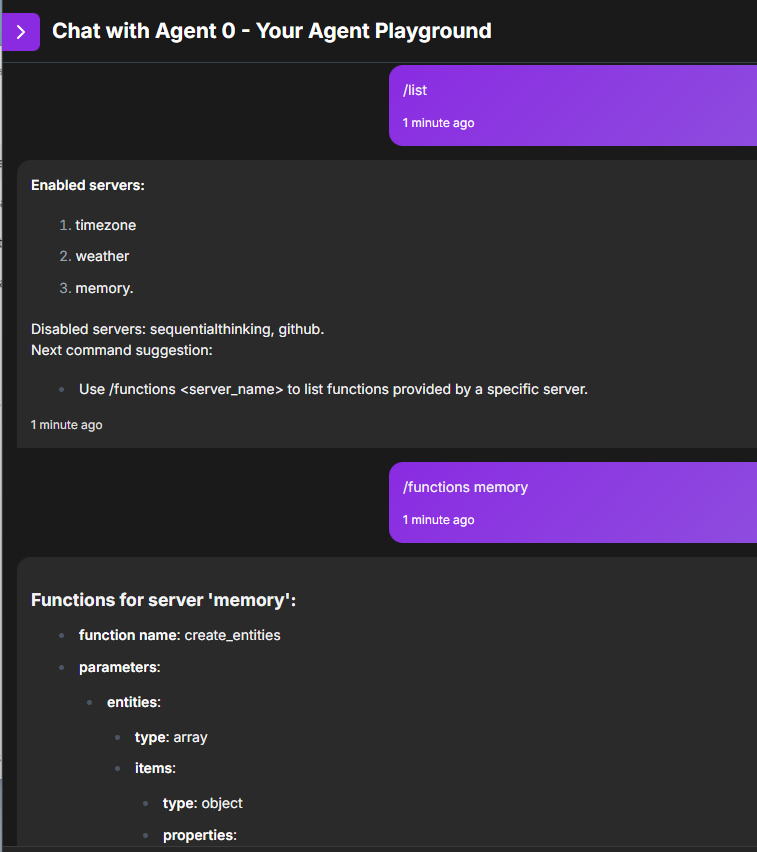 Chat with Agent 0 - Your Agent Playground
/list
1 minute ago
Enabled servers:
1. timezone
2. weather
3. memory.
Disabled servers: sequentialthinking, github.
Next command suggestion:
Use /functions <server_name> to list functions provided by a specific server.
1 minute ago
/functions memory
1 minute ago
Functions for server 'memory':
function name: create_entities
parameters:
entities:
type: array
items:
type: object
properties: